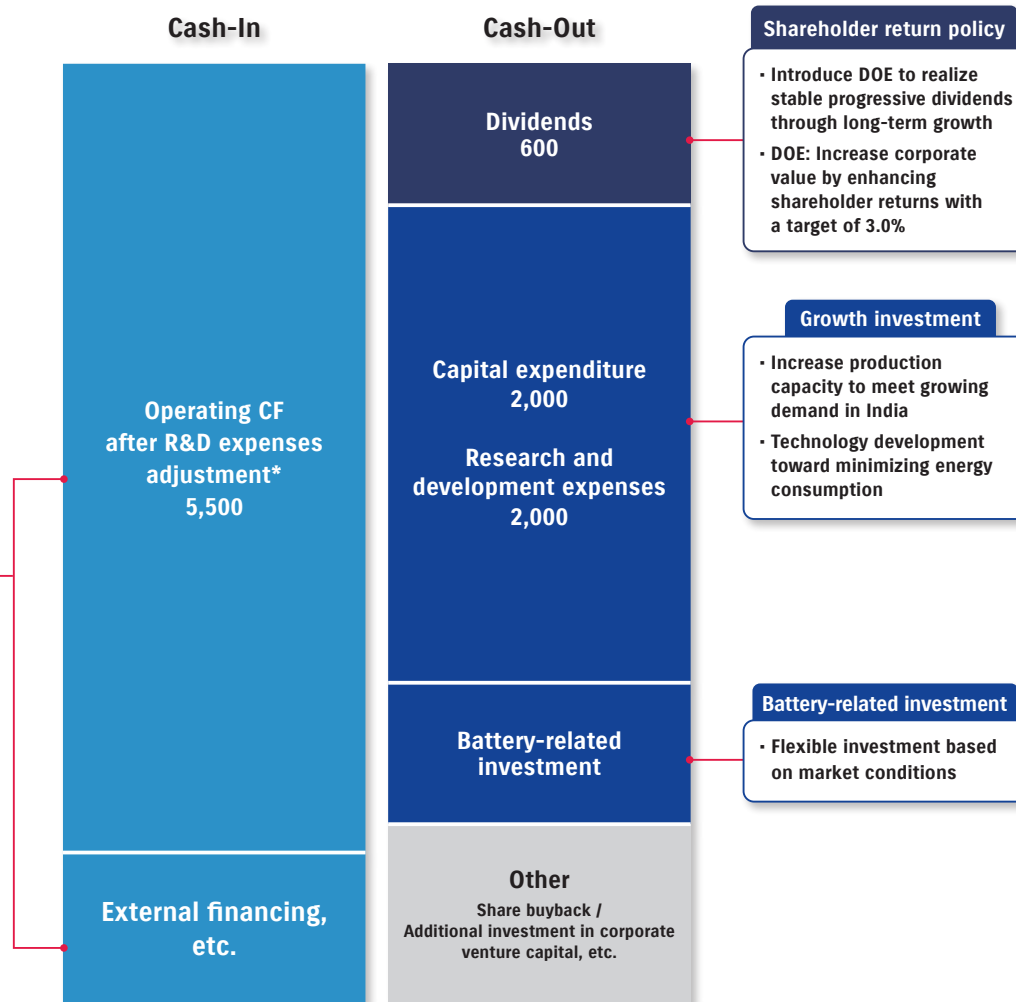 Cash-In
Operating CF
after R&D expenses
adjustment*
5,500
External financing,
etc.
Cash-Out
Dividends
600
Capital expenditure
2,000
Research and
development expenses
2,000
Battery-related
investment
Other
Share buyback /
Additional investment in corporate
venture capital, etc.
Shareholder return policy
・Introduce DOE to realize
stable progressive dividends
through long-term growth
・DOE: Increase corporate
value by enhancing
shareholder returns with
a target of 3.0%
Growth investment
・Increase production
capacity to meet growing
demand in India
・Technology development
toward minimizing energy
consumption
Battery-related investment
・Flexible investment based
on market conditions